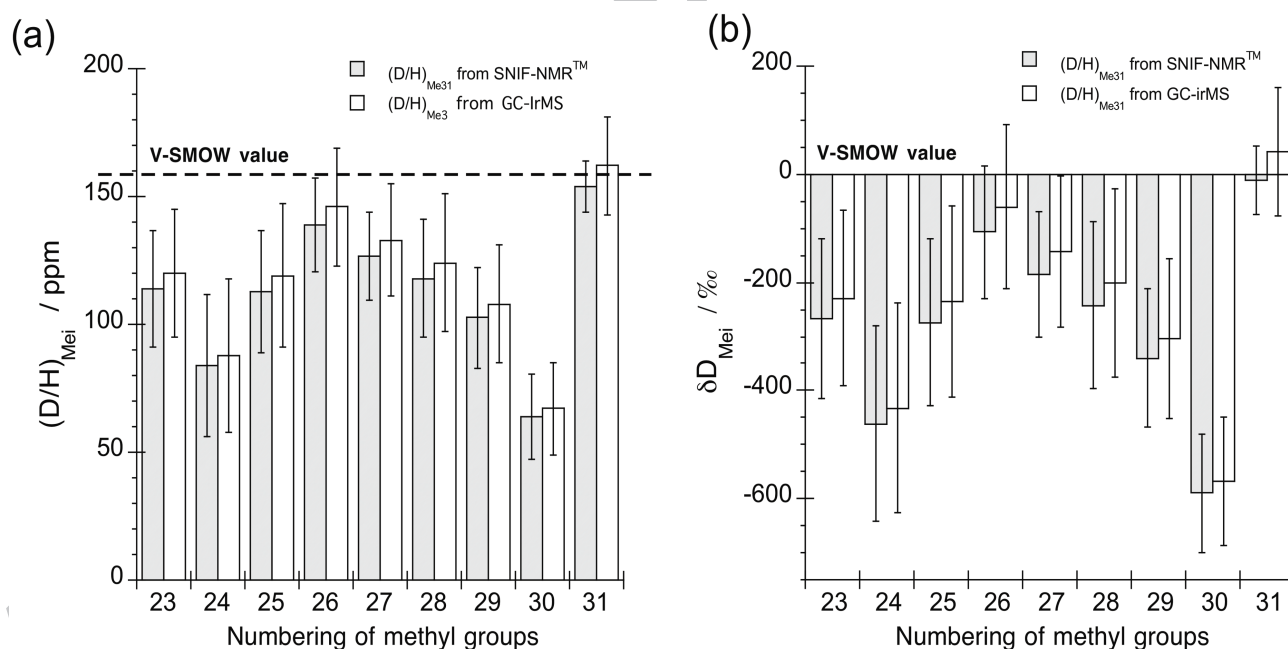 (a)
200
(D/H)Me31 from SNIF-NMR™
(D/H)Me3 from GC-IrMS
V-SMOW value
150
100
50
0
(D/H)Mei / ppm
23 24 25 26 27 28 29 30 31
Numbering of methyl groups
(b)
200
(D/H)Me31 from SNIF-NMR™
(D/H)Me31 from GC-irMS
V-SMOW value
0
-200
-400
-600
δDMei / ‰
23 24 25 26 27 28 29 30 31
Numbering of methyl groups